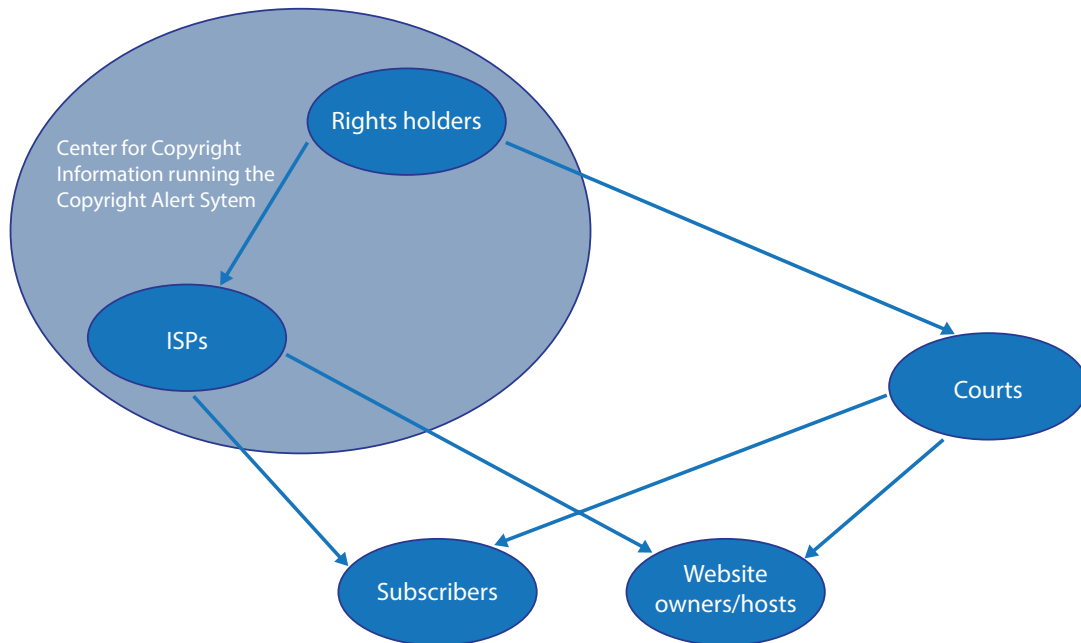 Rights holders
Center for Copyright
Information running the
Copyright Alert Sytem
ISPs
Courts
Subscribers
Website
owners/hosts